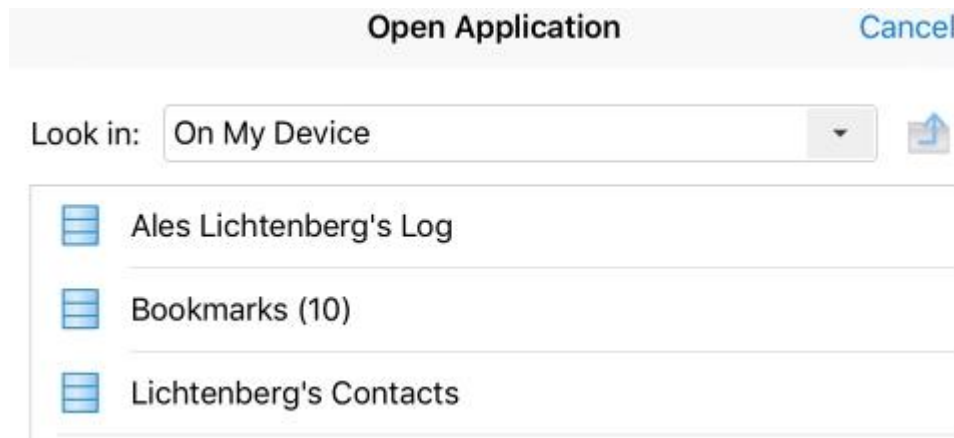 Open Application Cancel
Look in: On My Device
Ales Lichtenberg's Log
Bookmarks (10)
Lichtenberg's Contacts